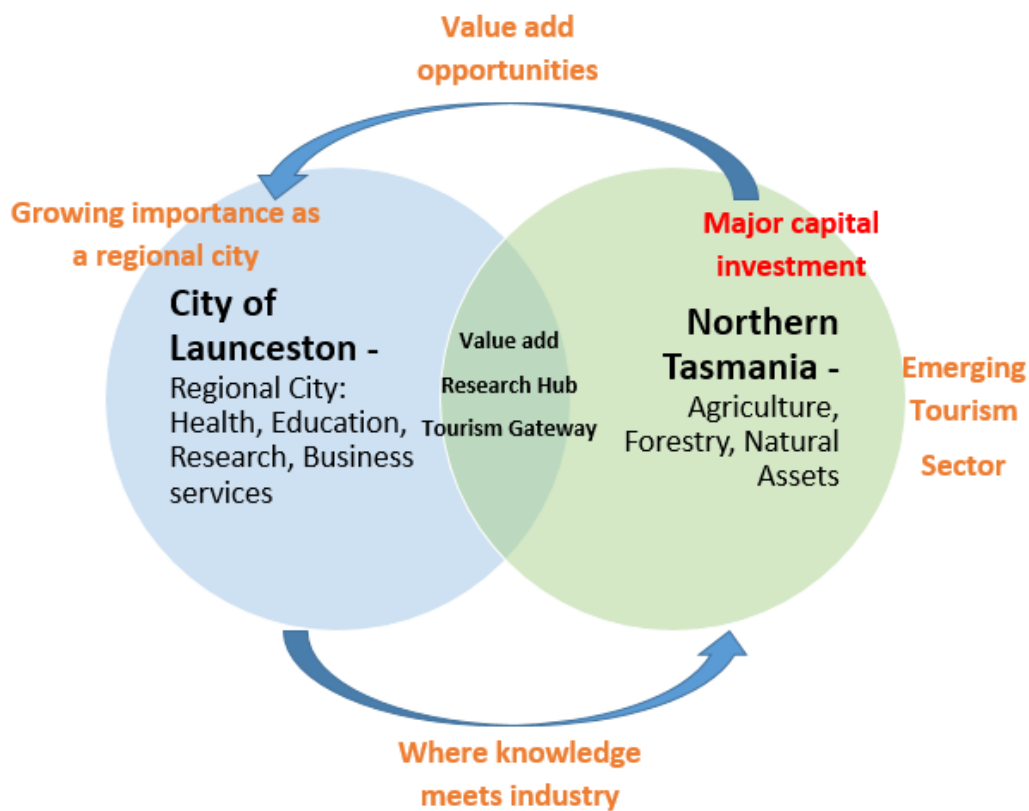 Value add
opportunities
Growing importance as
a regional city
City of
Launceston -
Regional City:
Health, Education,
Research, Business
services
Value add
Research Hub
Tourism Gateway
Major capital
investment
Northern
Tasmania -
Agriculture,
Forestry, Natural
Assets
Emerging
Tourism
Sector
Where knowledge
meets industry